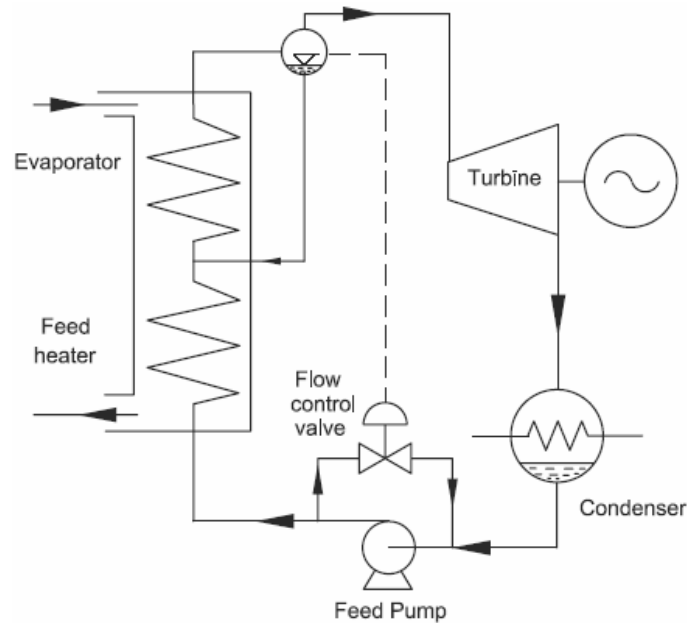 Evaporator
Turbine
Feed
heater
Flow
control
valve
Condenser
Feed Pump